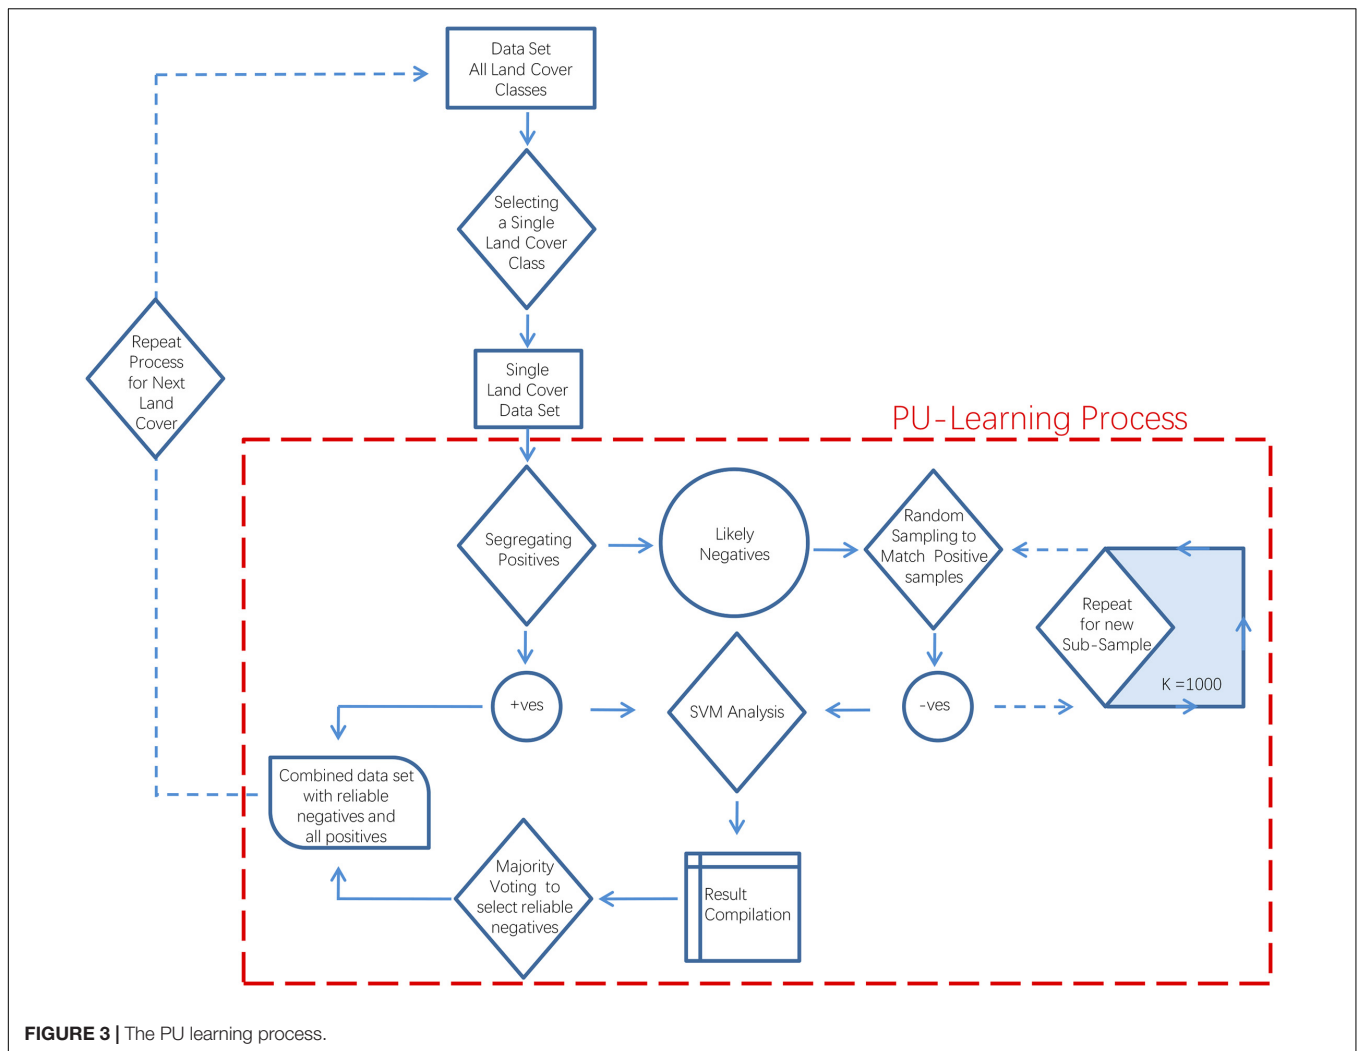 Data Set
All Land Cover
Classes
Selecting
a Single
Land Cover
Class
Repeat
Process
for Next
Land
Cover
Single
Land Cover
Data Set
PU-Learning Process
Segregating
Positives
Likely
Negatives
Random
Sampling to
Match Positive
samples
Repeat
for new
Sub-Sample
K =1000
+ves
SVM Analysis
-ves
Combined data set
with reliable
negatives and
all positives
Majority
Voting to
select reliable
negatives
Result
Compilation
FIGURE 3 | The PU learning process.